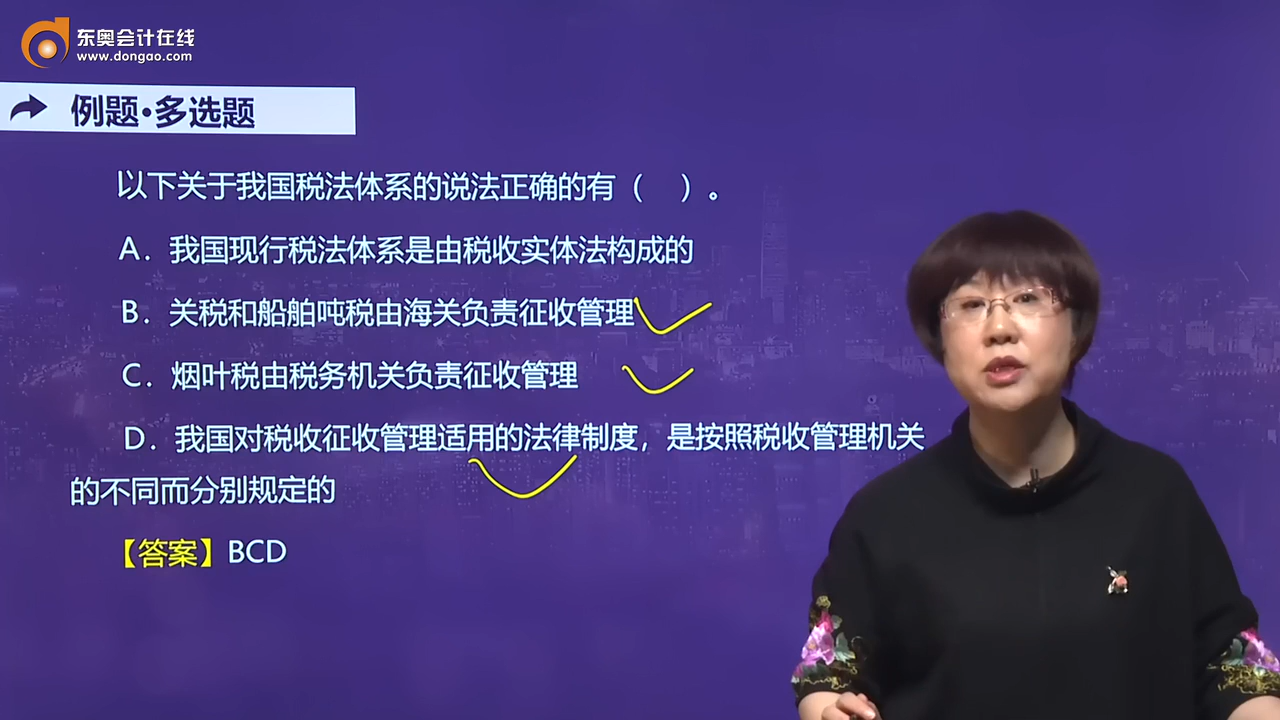 东奥会计在线
www.dongao.com
例题·多选题
以下关于我国税法体系的说法正确的有（　）。
A．我国现行税法体系是由税收实体法构成的
B．关税和船舶吨税由海关负责征收管理
C．烟叶税由税务机关负责征收管理
D．我国对税收征收管理适用的法律制度，是按照税收管理机关
的不同而分别规定的
【答案】BCD